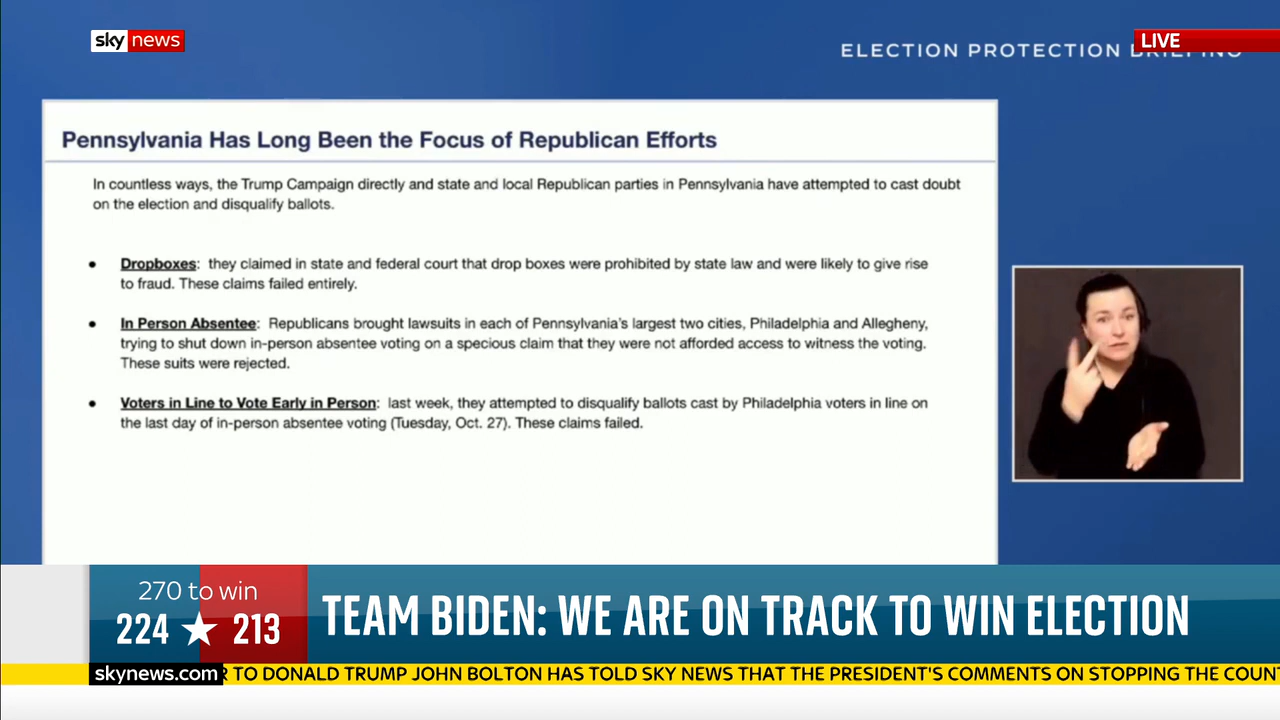 sky news
LIVE
ELECTION PROTECTION BRIEFING
Pennsylvania Has Long Been the Focus of Republican Efforts
In countless ways, the Trump Campaign directly and state and local Republican parties in Pennsylvania have attempted to cast doubt
on the election and disqualify ballots.
● Dropboxes: they claimed in state and federal court that drop boxes were prohibited by state law and were likely to give rise
to fraud. These claims failed entirely.
● In Person Absentee: Republicans brought lawsuits in each of Pennsylvania's largest two cities, Philadelphia and Allegheny,
trying to shut down in-person absentee voting on a specious claim that they were not afforded access to witness the voting.
These suits were rejected.
● Voters in Line to Vote Early in Person: last week, they attempted to disqualify ballots cast by Philadelphia voters in line on
the last day of in-person absentee voting (Tuesday, Oct. 27). These claims failed.
270 to win
224 ★ 213
TEAM BIDEN: WE ARE ON TRACK TO WIN ELECTION
skynews.com R TO DONALD TRUMP JOHN BOLTON HAS TOLD SKY NEWS THAT THE PRESIDENT'S COMMENTS ON STOPPING THE COUN